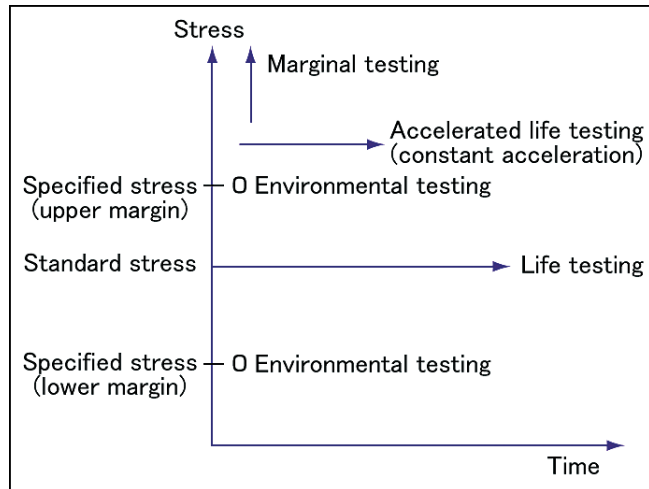 Stress
Marginal testing
Accelerated life testing
(constant acceleration)
Specified stress
(upper margin)
O Environmental testing
Standard stress
Life testing
Specified stress
(lower margin)
O Environmental testing
Time